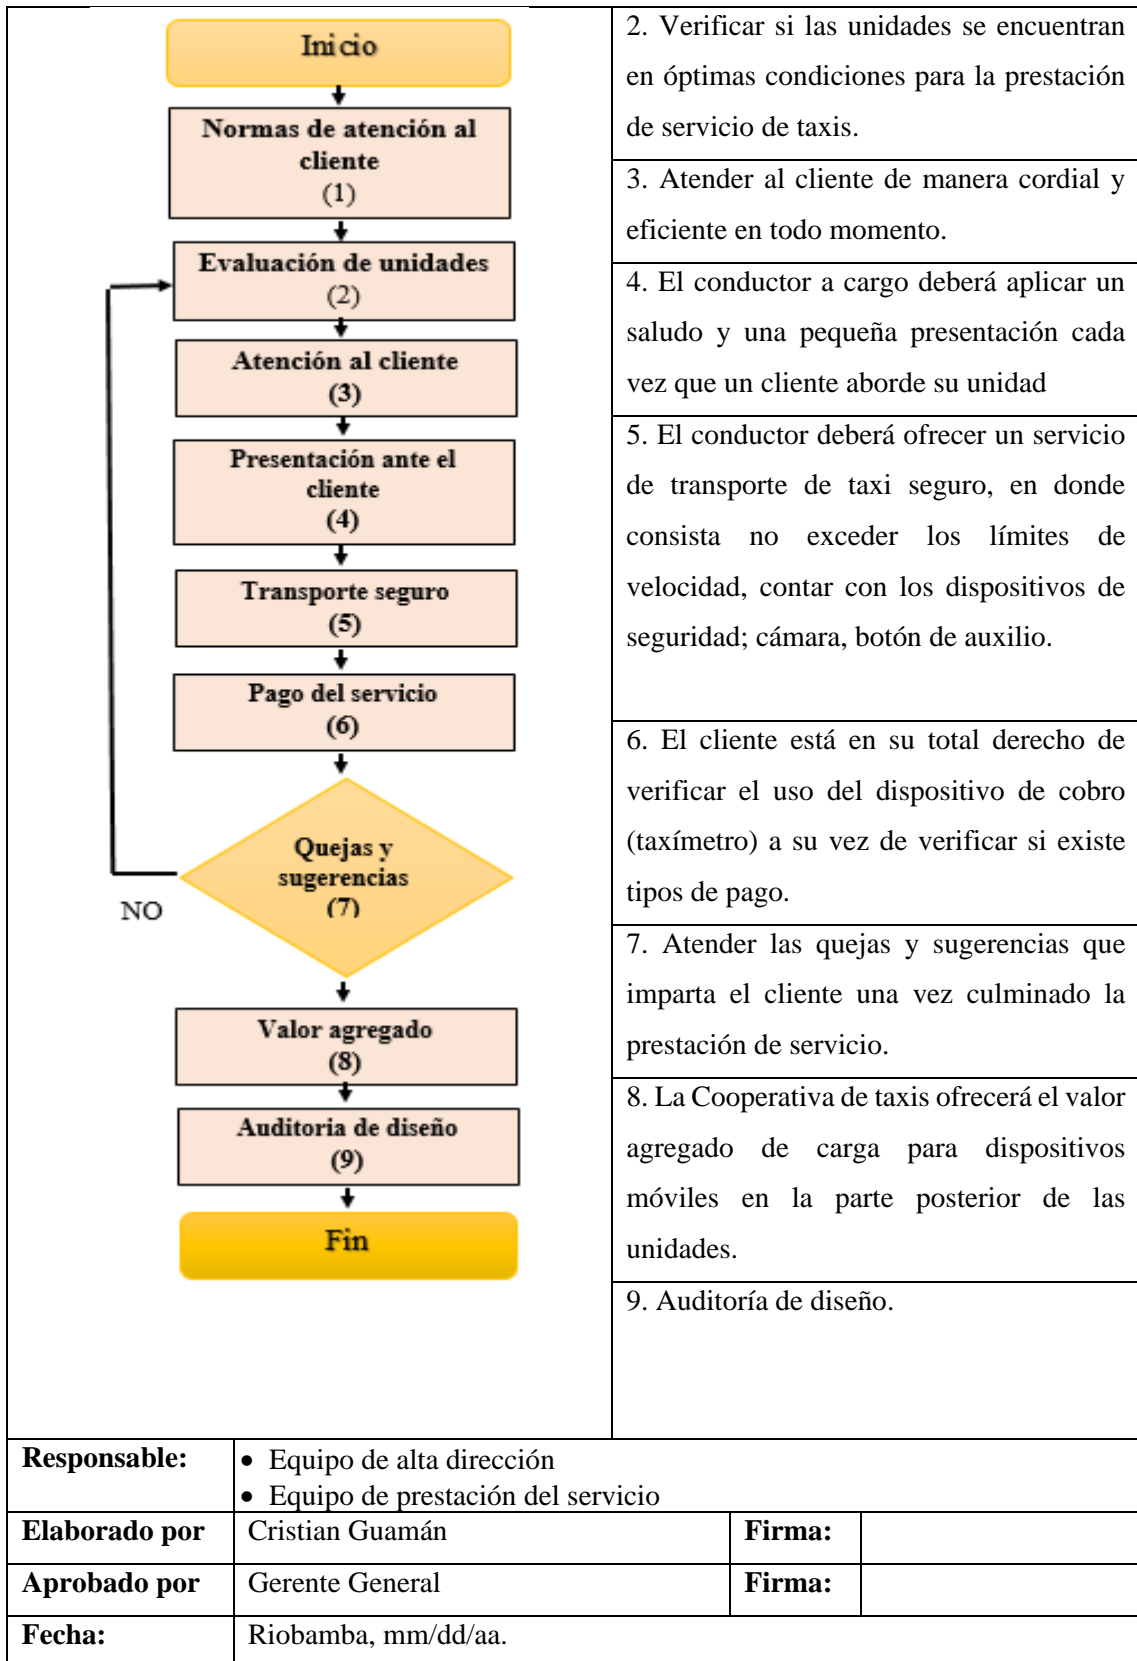 Inicio
Normas de atención al
cliente
(1)
Evaluación de unidades
(2)
Atención al cliente
(3)
Presentación ante el
cliente
(4)
Transporte seguro
(5)
Pago del servicio
(6)
Quejas y
sugerencias
(7)
NO
Valor agregado
(8)
Auditoria de diseño
(9)
Fin
2. Verificar si las unidades se encuentran
en óptimas condiciones para la prestación
de servicio de taxis.
3. Atender al cliente de manera cordial y
eficiente en todo momento.
4. El conductor a cargo deberá aplicar un
saludo y una pequeña presentación cada
vez que un cliente aborde su unidad
5. El conductor deberá ofrecer un servicio
de transporte de taxi seguro, en donde
consista no exceder los límites de
velocidad, contar con los dispositivos de
seguridad; cámara, botón de auxilio.
6. El cliente está en su total derecho de
verificar el uso del dispositivo de cobro
(taxímetro) a su vez de verificar si existe
tipos de pago.
7. Atender las quejas y sugerencias que
imparta el cliente una vez culminado la
prestación de servicio.
8. La Cooperativa de taxis ofrecerá el valor
agregado de carga para dispositivos
móviles en la parte posterior de las
unidades.
9. Auditoría de diseño.
Responsable:
• Equipo de alta dirección
• Equipo de prestación del servicio
Elaborado por Cristian Guamán Firma:
Aprobado por Gerente General Firma:
Fecha: Riobamba, mm/dd/aa.